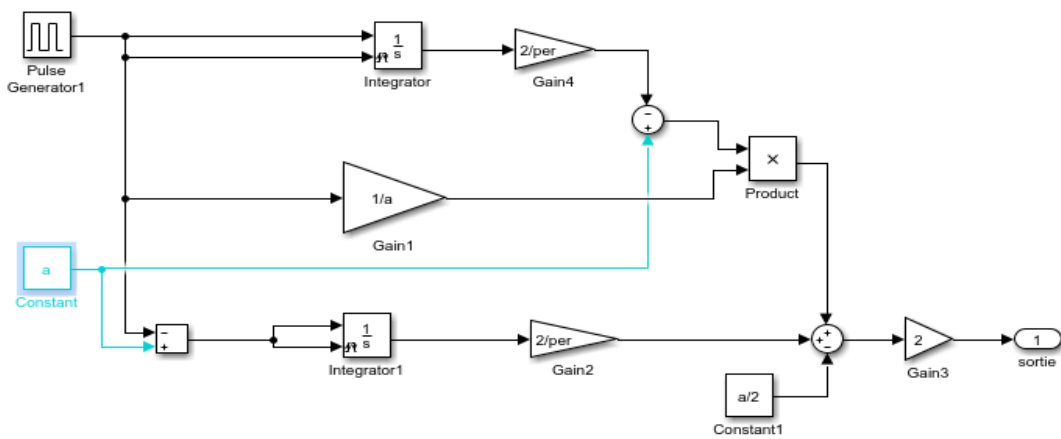 Pulse
Generator1
1
s
Integrator
2/per
Gain4
−
+
×
Product
1/a
Gain1
a
Constant
−
+
1
s
Integrator1
2/per
Gain2
+
+
−
a/2
Constant1
2
Gain3
1
sortie